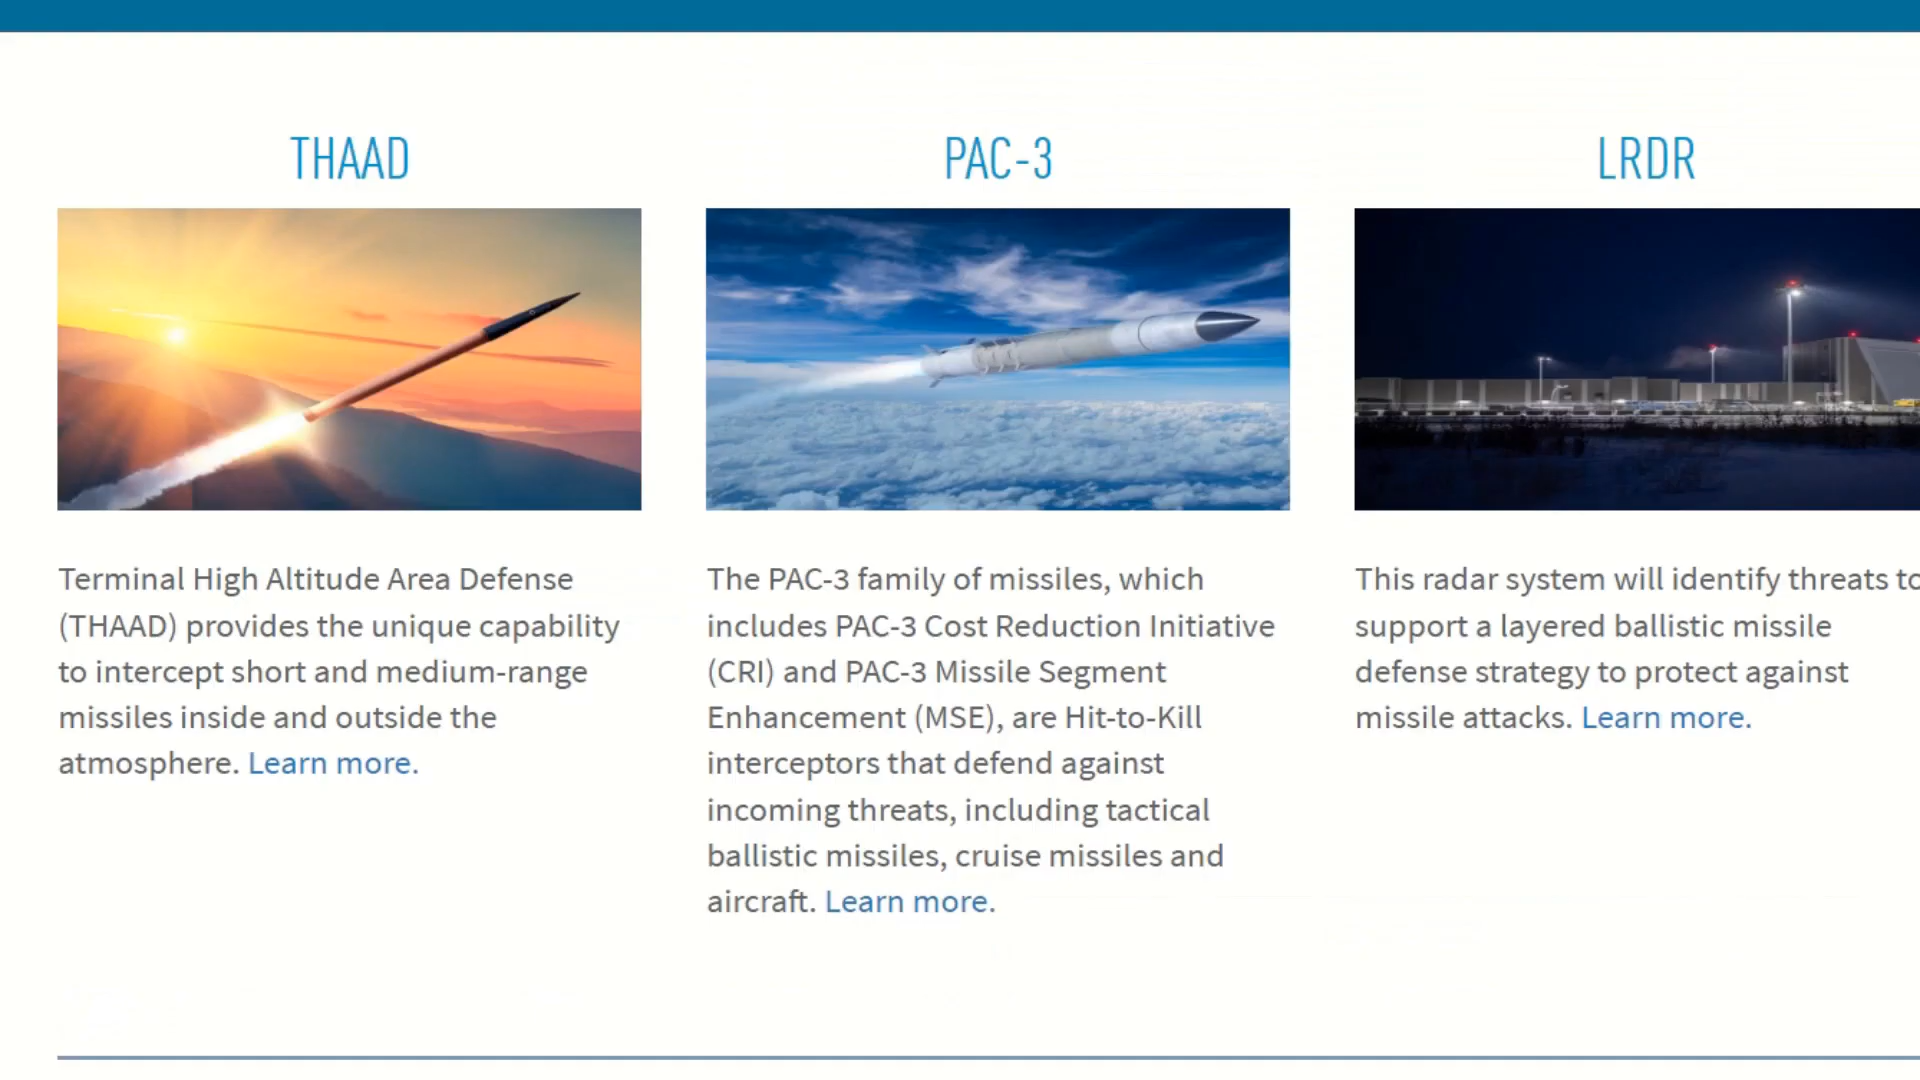 THAAD
Terminal High Altitude Area Defense
(THAAD) provides the unique capability
to intercept short and medium-range
missiles inside and outside the
atmosphere. Learn more.
PAC-3
The PAC-3 family of missiles, which
includes PAC-3 Cost Reduction Initiative
(CRI) and PAC-3 Missile Segment
Enhancement (MSE), are Hit-to-Kill
interceptors that defend against
incoming threats, including tactical
ballistic missiles, cruise missiles and
aircraft. Learn more.
LRDR
This radar system will identify threats to
support a layered ballistic missile
defense strategy to protect against
missile attacks. Learn more.